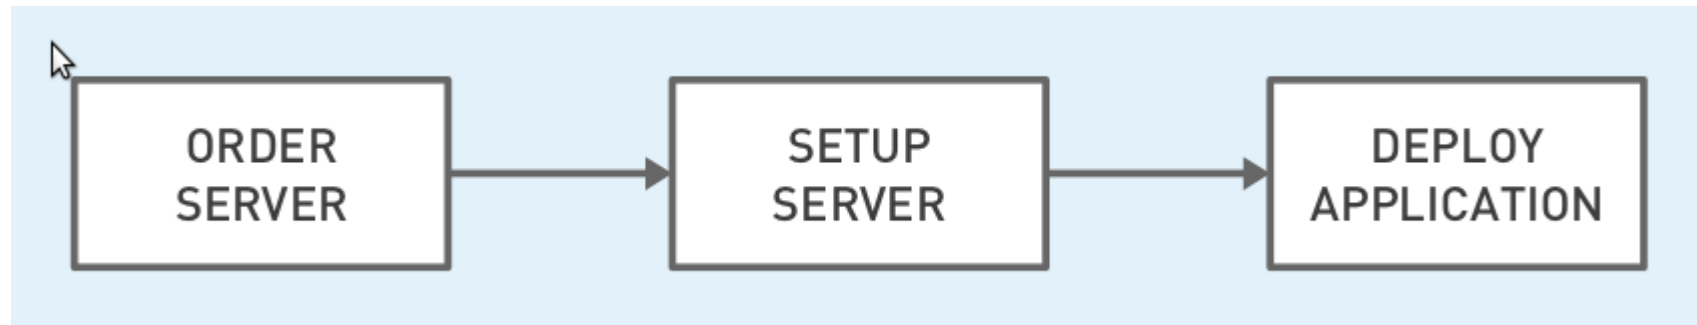 ORDER
SERVER
SETUP
SERVER
DEPLOY
APPLICATION